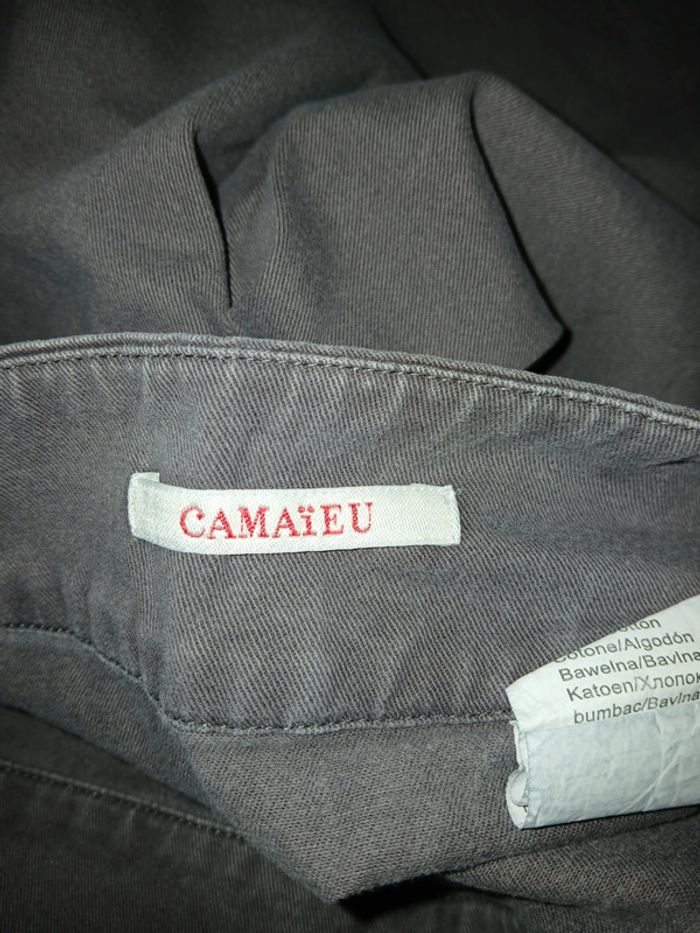 CAMAïEU
Cotone/Algodón
Bawełna/Bavlna
Katoen/Хлопок
bumbac/Bavlna